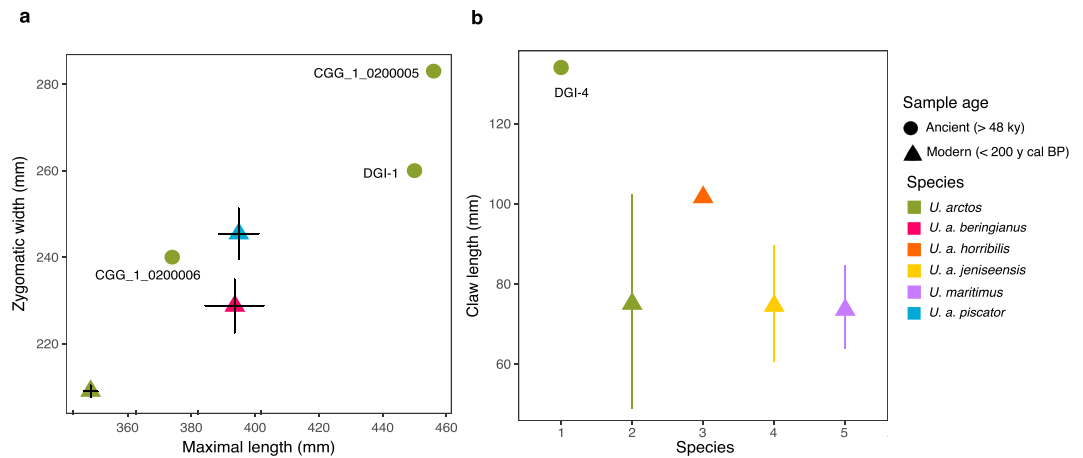 a
Zygomatic width (mm)
280
260
240
220
CGG_1_0200005
DGI-1
CGG_1_0200006
360
380
400
420
440
460
Maximal length (mm)
b
Claw length (mm)
120
100
80
60
DGI-4
1
2
3
4
5
Species
Sample age
Ancient (> 48 ky)
Modern (< 200 y cal BP)
Species
U. arctos
U. a. beringianus
U. a. horribilis
U. a. jeniseensis
U. maritimus
U. a. piscator